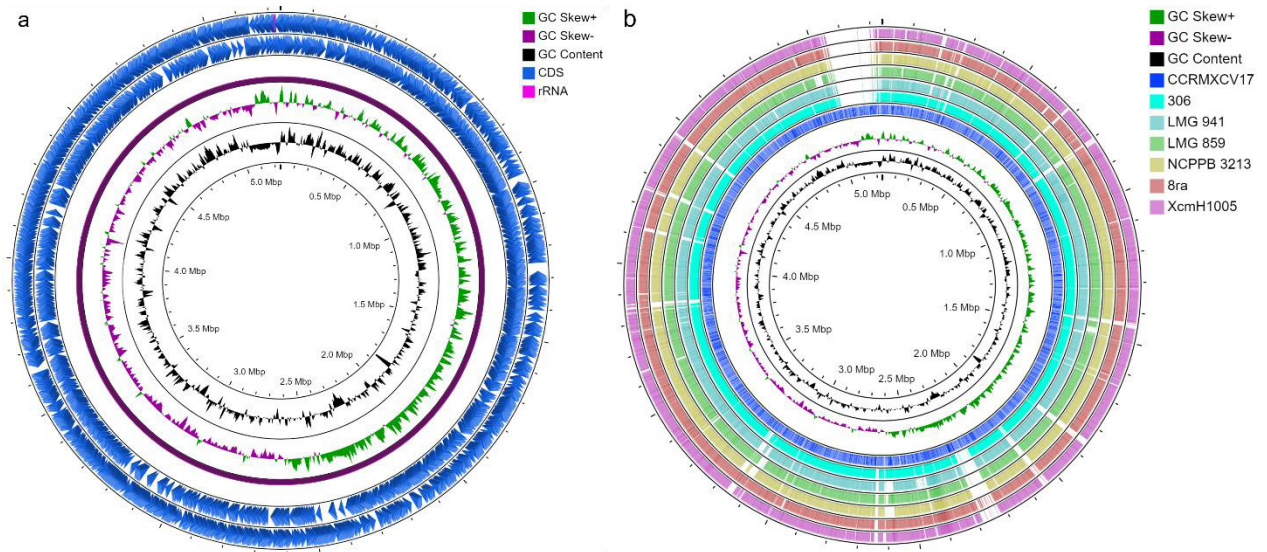 a
GC Skew+
GC Skew-
GC Content
CDS
rRNA
5.0 Mbp
0.5 Mbp
1.0 Mbp
1.5 Mbp
2.0 Mbp
2.5 Mbp
3.0 Mbp
3.5 Mbp
4.0 Mbp
4.5 Mbp
b
GC Skew+
GC Skew-
GC Content
CCRMXCV17
306
LMG 941
LMG 859
NCPPB 3213
8ra
XcmH1005
5.0 Mbp
0.5 Mbp
1.0 Mbp
1.5 Mbp
2.0 Mbp
2.5 Mbp
3.0 Mbp
3.5 Mbp
4.0 Mbp
4.5 Mbp